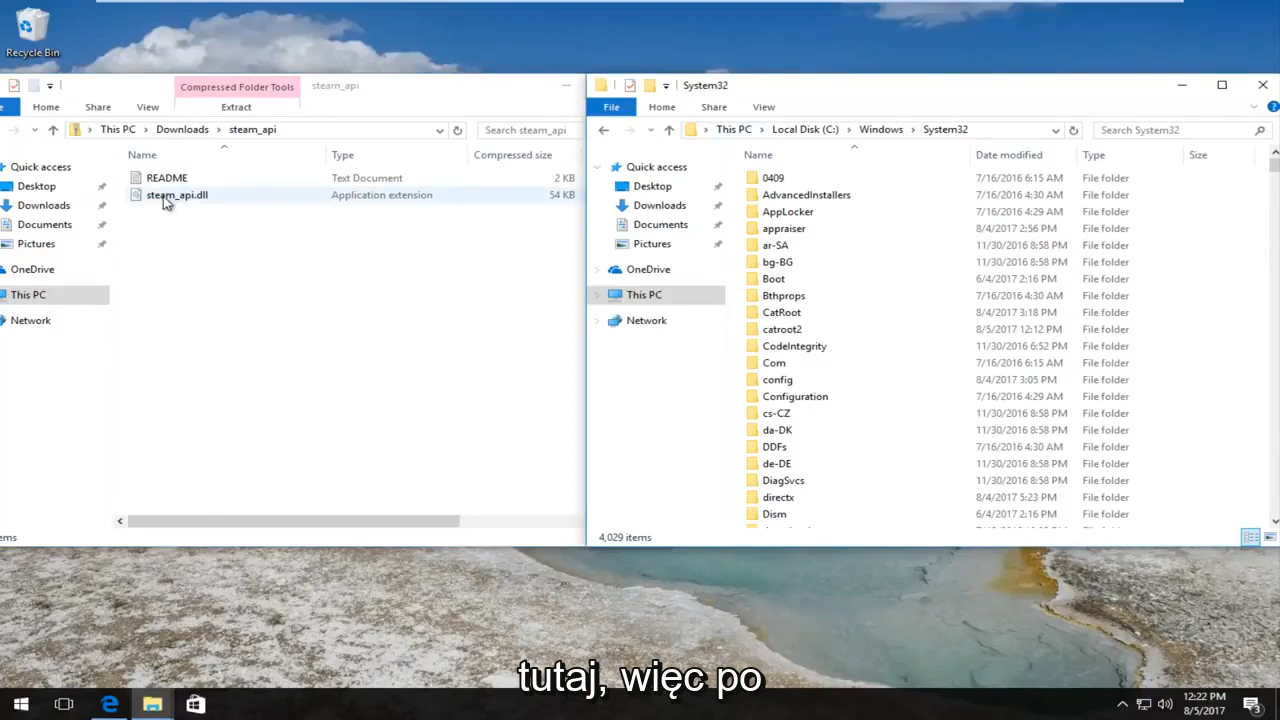 Recycle Bin
Compressed Folder Tools
steam_api
Home
Share
View
Extract
This PC
Downloads
steam_api
Search steam_api
Name
Type
Compressed size
Quick access
Desktop
Downloads
Documents
Pictures
OneDrive
This PC
Network
README
Text Document
2 KB
steam_api.dll
Application extension
54 KB
System32
File
Home
Share
View
This PC
Local Disk (C:)
Windows
System32
Search System32
Quick access
Desktop
Downloads
Documents
Pictures
OneDrive
This PC
Network
Name
Date modified
Type
Size
0409 7/16/2016 6:15 AM File folder
AdvancedInstallers 7/16/2016 4:30 AM File folder
AppLocker 7/16/2016 4:29 AM File folder
appraiser 8/4/2017 2:56 PM File folder
ar-SA 11/30/2016 8:58 PM File folder
bg-BG 11/30/2016 8:58 PM File folder
Boot 6/4/2017 2:16 PM File folder
Bthprops 7/16/2016 4:30 AM File folder
CatRoot 8/4/2017 3:18 PM File folder
catroot2 8/5/2017 12:12 PM File folder
CodeIntegrity 11/30/2016 6:52 PM File folder
Com 7/16/2016 6:15 AM File folder
config 8/4/2017 3:05 PM File folder
Configuration 7/16/2016 4:29 AM File folder
cs-CZ 11/30/2016 8:58 PM File folder
da-DK 11/30/2016 8:58 PM File folder
DDFs 7/16/2016 4:30 AM File folder
de-DE 11/30/2016 8:58 PM File folder
DiagSvcs 11/30/2016 8:58 PM File folder
directx 8/4/2017 5:23 PM File folder
Dism 6/4/2017 2:16 PM File folder
4,029 items
tutaj, więc po
12:22 PM
8/5/2017